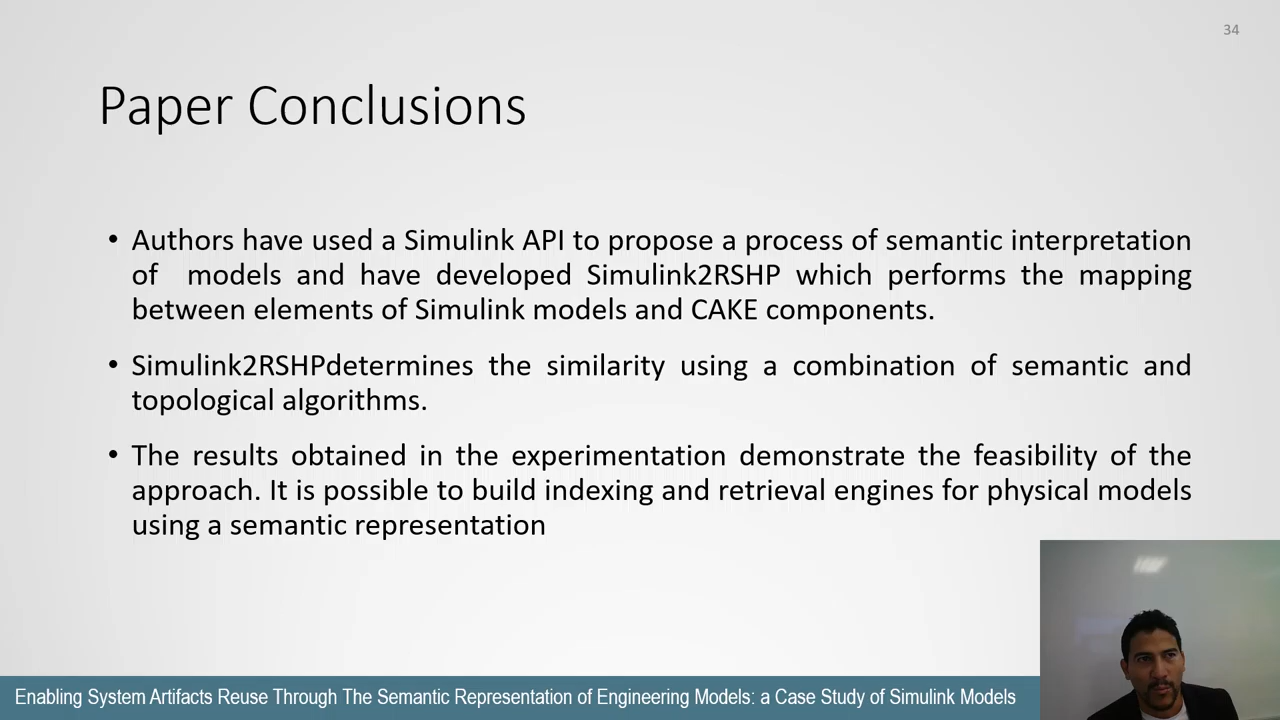 34
Paper Conclusions
• Authors have used a Simulink API to propose a process of semantic interpretation
of models and have developed Simulink2RSHP which performs the mapping
between elements of Simulink models and CAKE components.
• Simulink2RSHPdetermines the similarity using a combination of semantic and
topological algorithms.
• The results obtained in the experimentation demonstrate the feasibility of the
approach. It is possible to build indexing and retrieval engines for physical models
using a semantic representation
Enabling System Artifacts Reuse Through The Semantic Representation of Engineering Models: a Case Study of Simulink Models